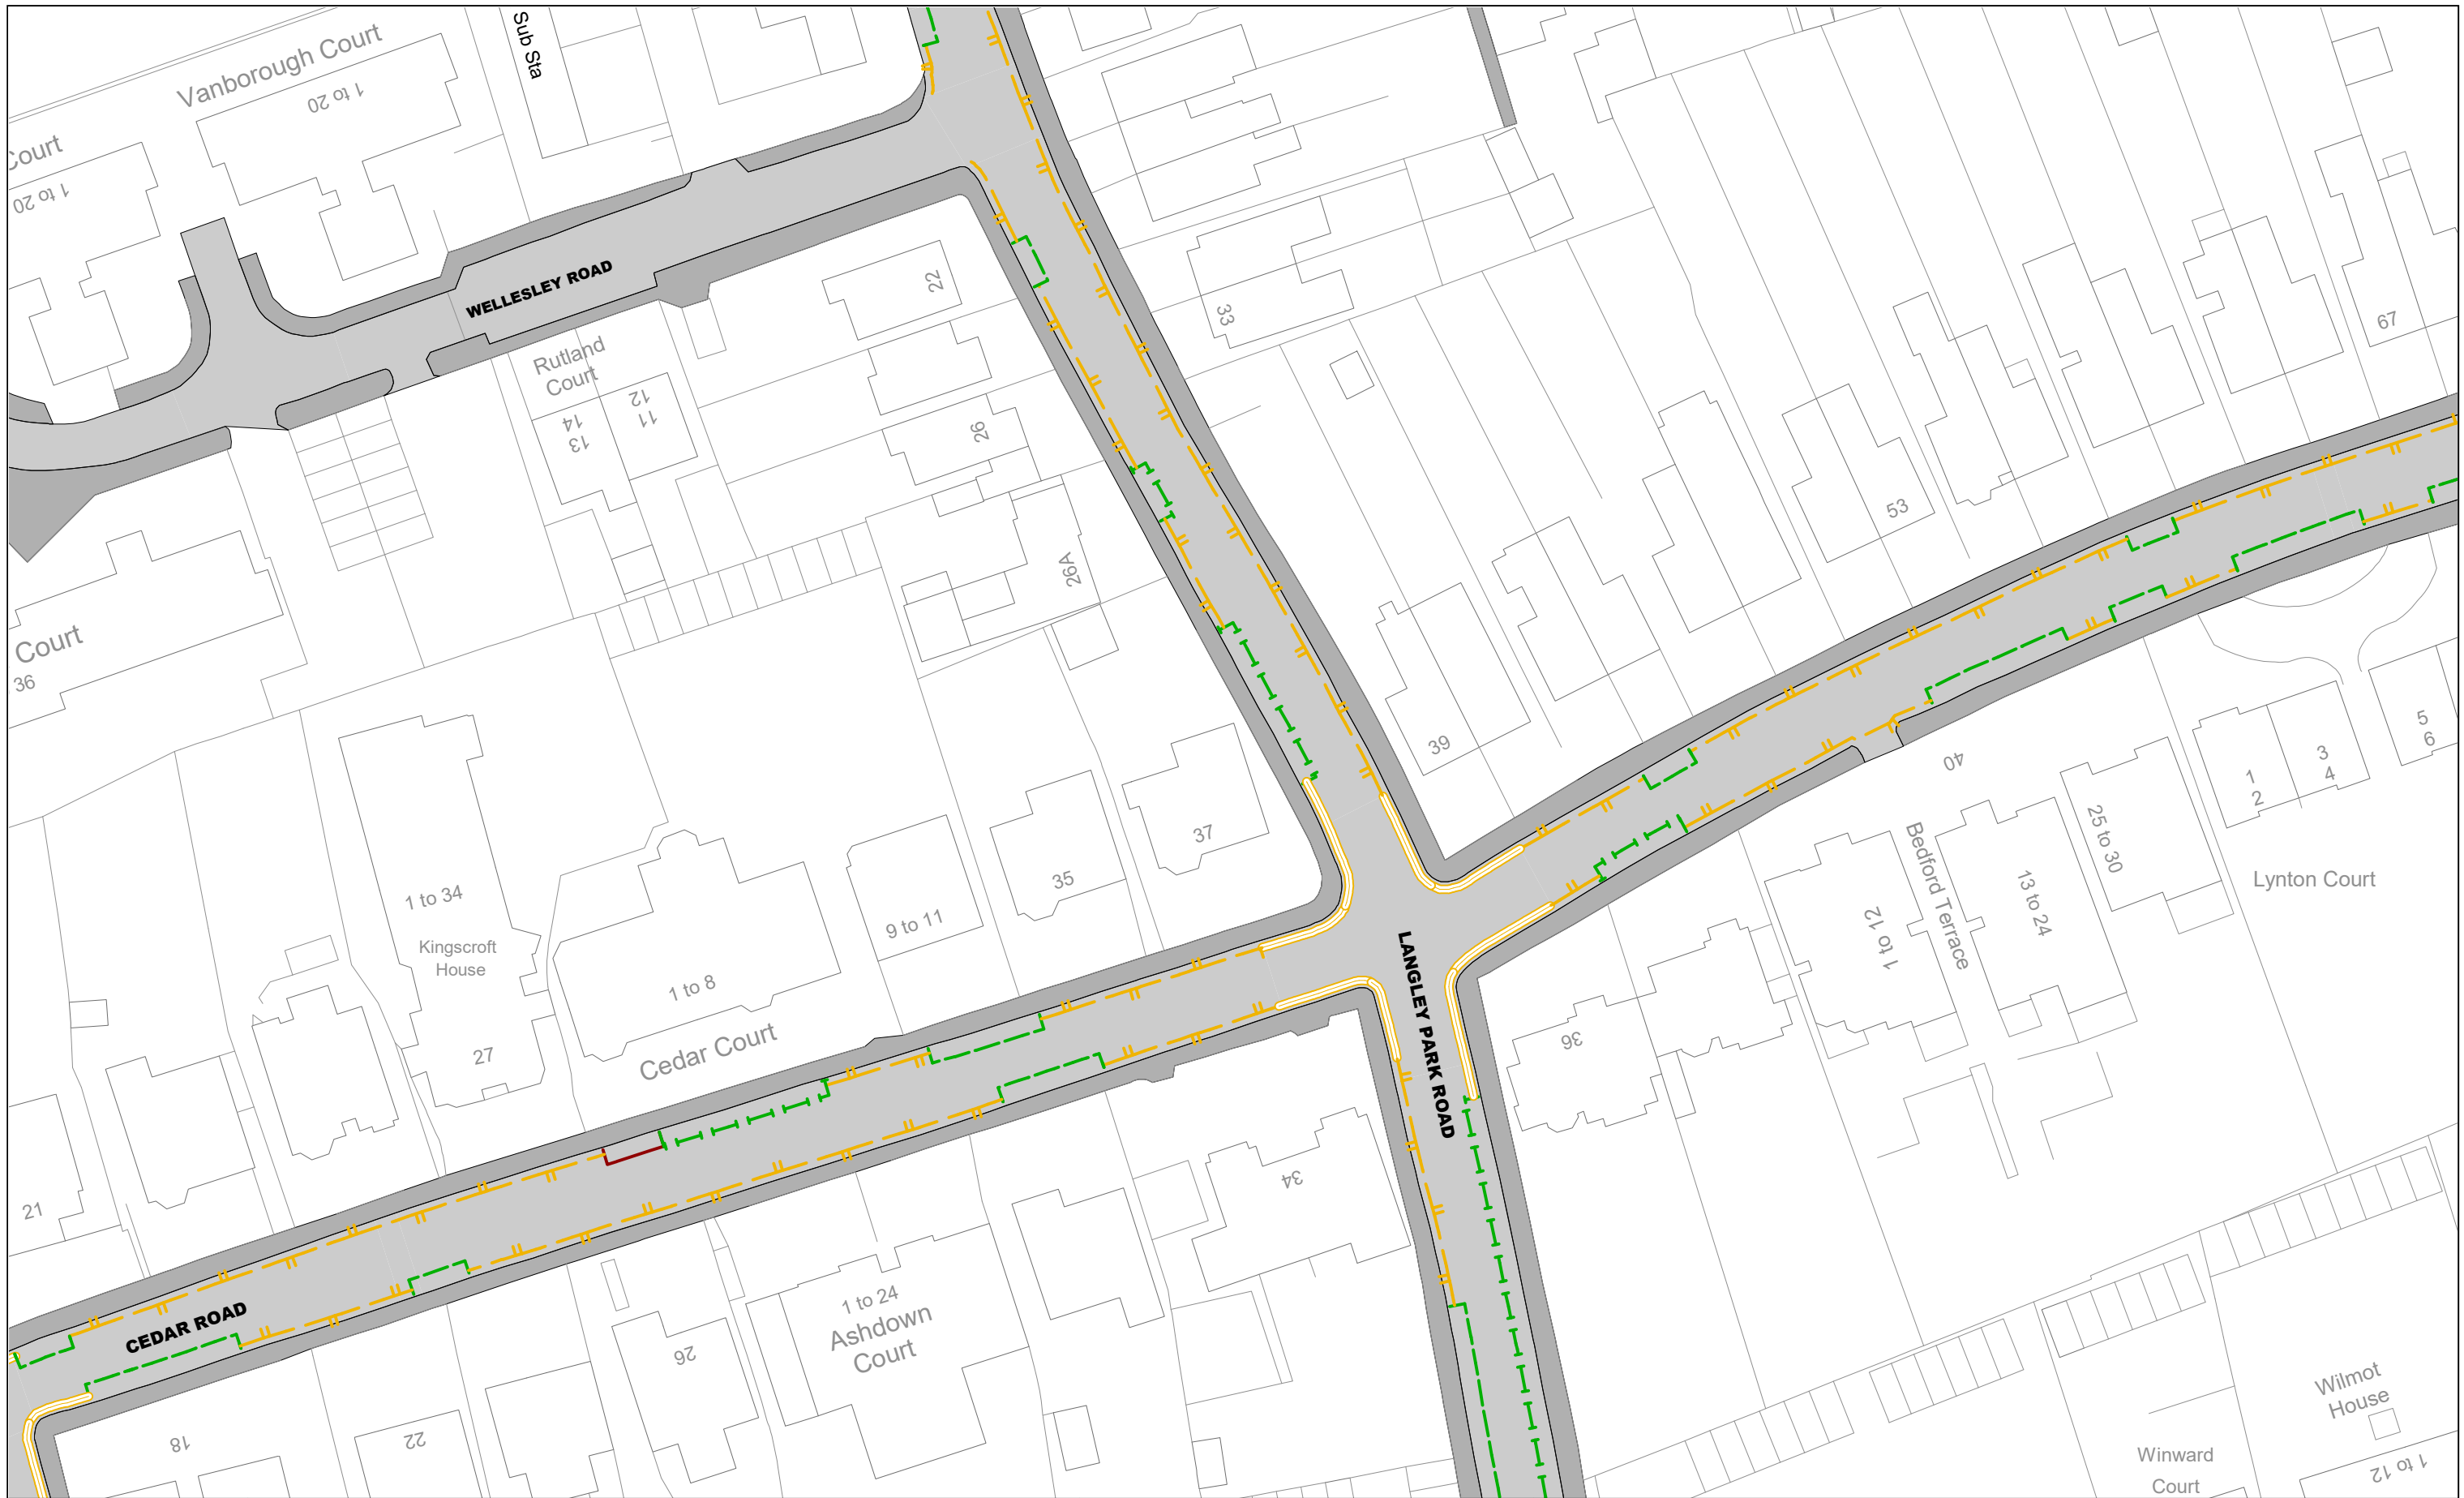 Vanborough Court
1 to 20
Sub Sta
Court
1 to 20
WELLESLEY ROAD
22
33
67
Rutland
Court
14
13
12
11
26
53
26A
Court
36
39
40
5
6
3
4
1
2
37
35
25 to 30
Bedford Terrace
13 to 24
1 to 12
Lynton Court
1 to 34
Kingscroft
House
27
9 to 11
1 to 8
Cedar Court
LANGLEY PARK ROAD
36
34
21
CEDAR ROAD
1 to 24
Ashdown
Court
26
18
22
Wilmot
House
Winward
Court
1 to 12